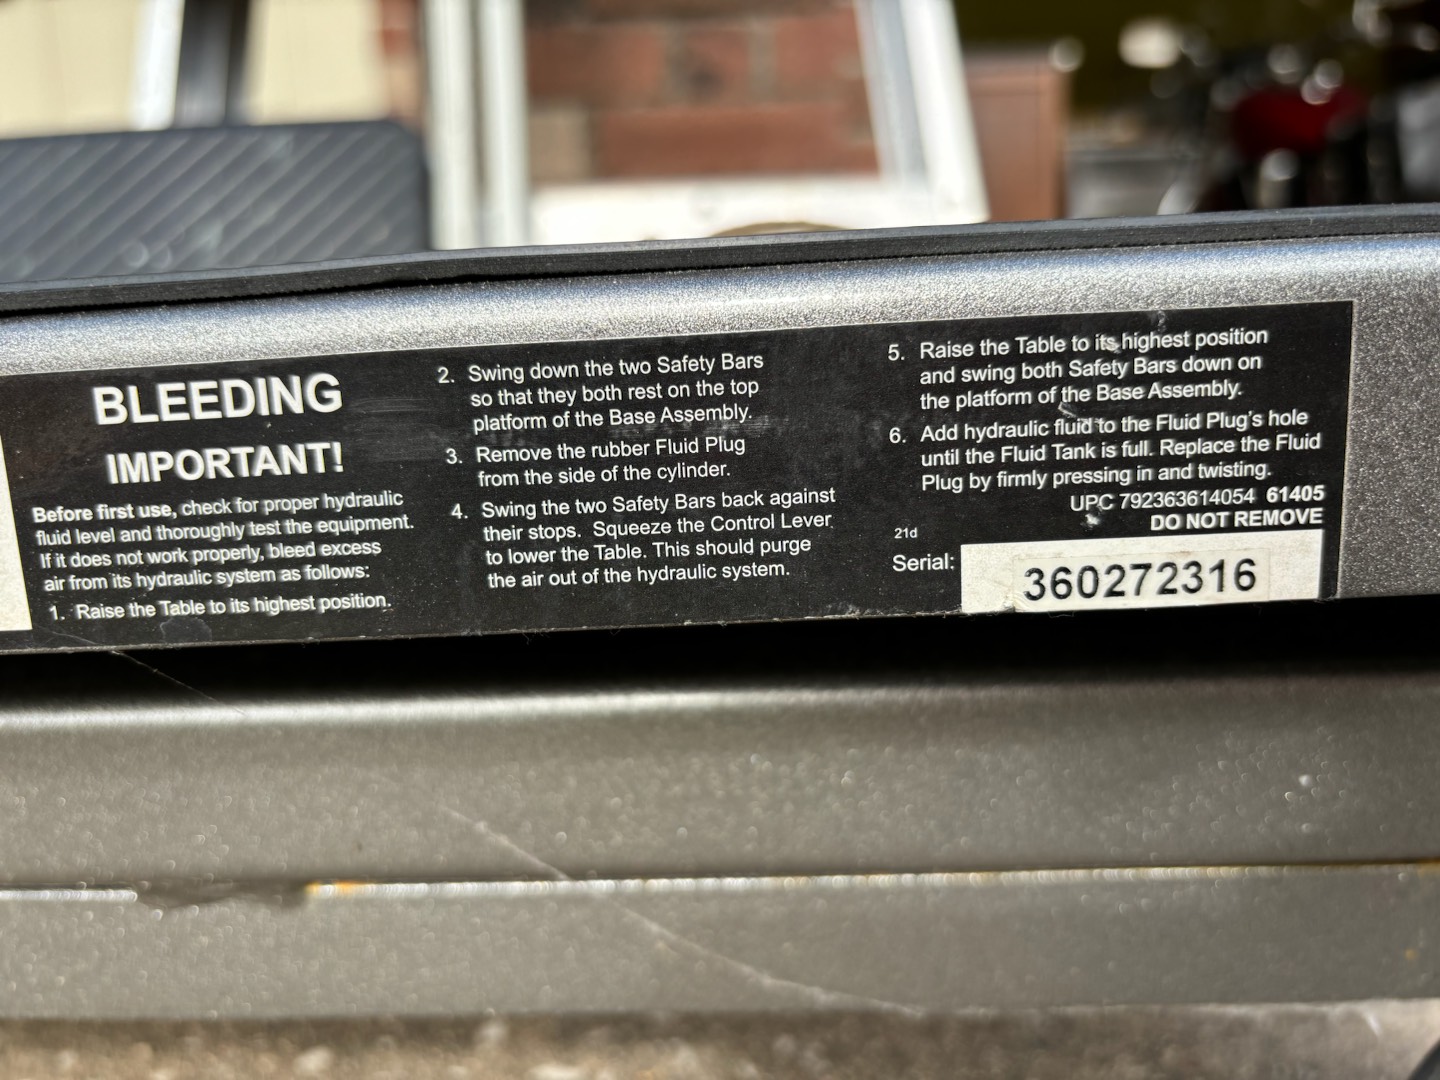 BLEEDING
IMPORTANT!
Before first use, check for proper hydraulic
fluid level and thoroughly test the equipment.
If it does not work properly, bleed excess
air from its hydraulic system as follows:
1. Raise the Table to its highest position.
2. Swing down the two Safety Bars
so that they both rest on the top
platform of the Base Assembly.
3. Remove the rubber Fluid Plug
from the side of the cylinder.
4. Swing the two Safety Bars back against
their stops. Squeeze the Control Lever
to lower the Table. This should purge
the air out of the hydraulic system.
5. Raise the Table to its highest position
and swing both Safety Bars down on
the platform of the Base Assembly.
6. Add hydraulic fluid to the Fluid Plug's hole
until the Fluid Tank is full. Replace the Fluid
Plug by firmly pressing in and twisting.
UPC 792363614054 61405
DO NOT REMOVE
21d
Serial: 360272316